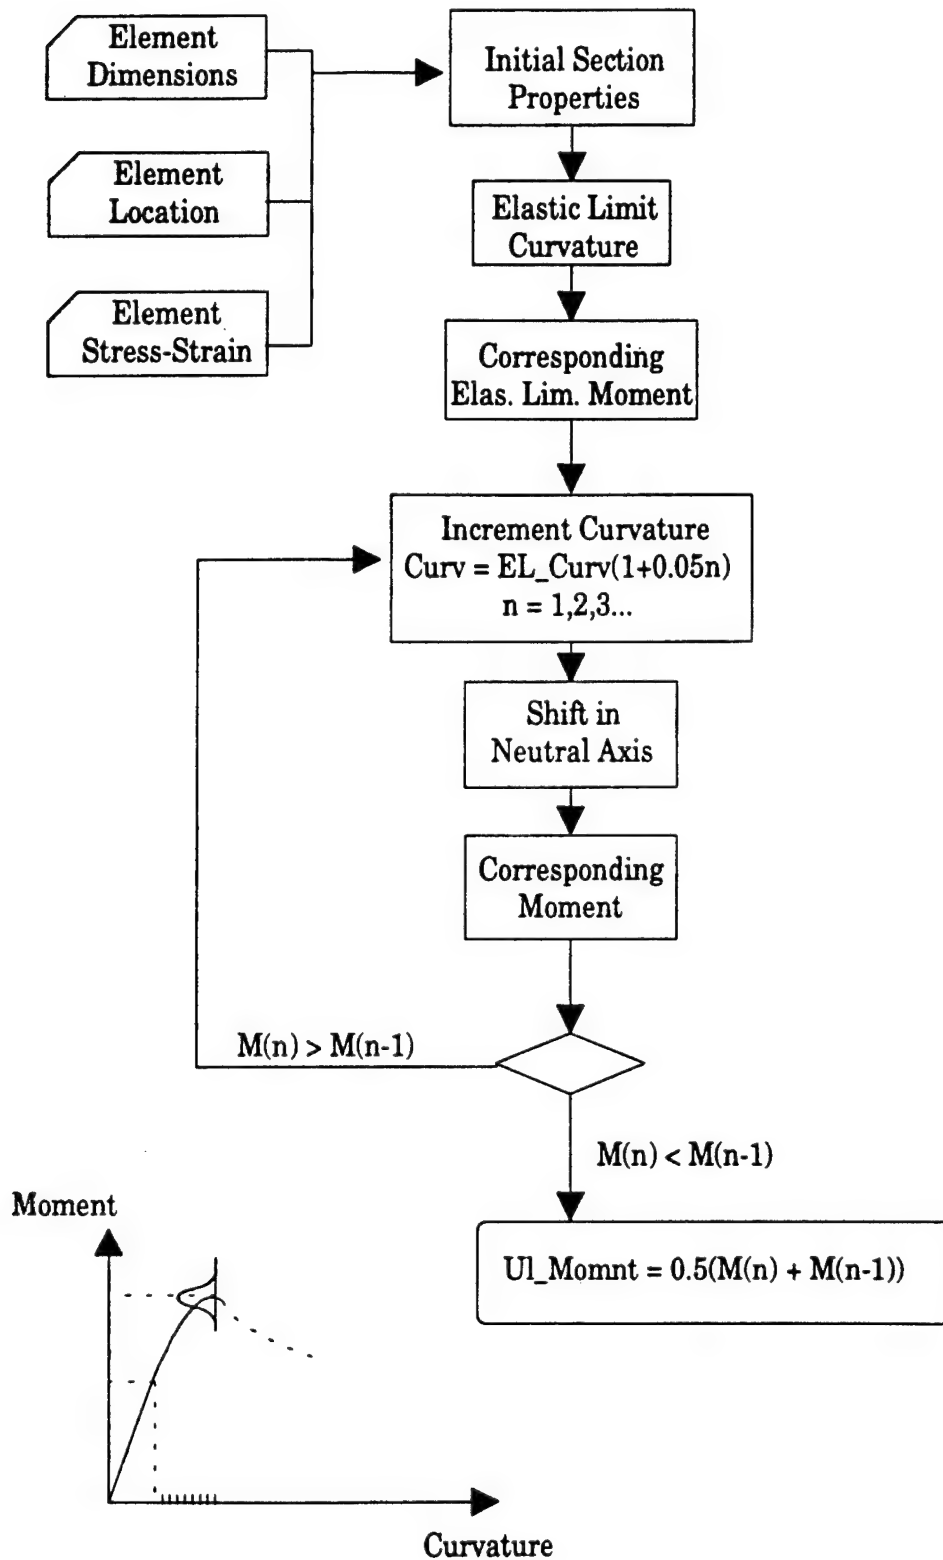 Element
Dimensions
Element
Location
Element
Stress-Strain
Initial Section
Properties
Elastic Limit
Curvature
Corresponding
Elas. Lim. Moment
Increment Curvature
Curv = EL_Curv(1+0.05n)
n = 1,2,3...
Shift in
Neutral Axis
Corresponding
Moment
M(n) > M(n-1)
M(n) < M(n-1)
Ul_Momnt = 0.5(M(n) + M(n-1))
Moment
Curvature